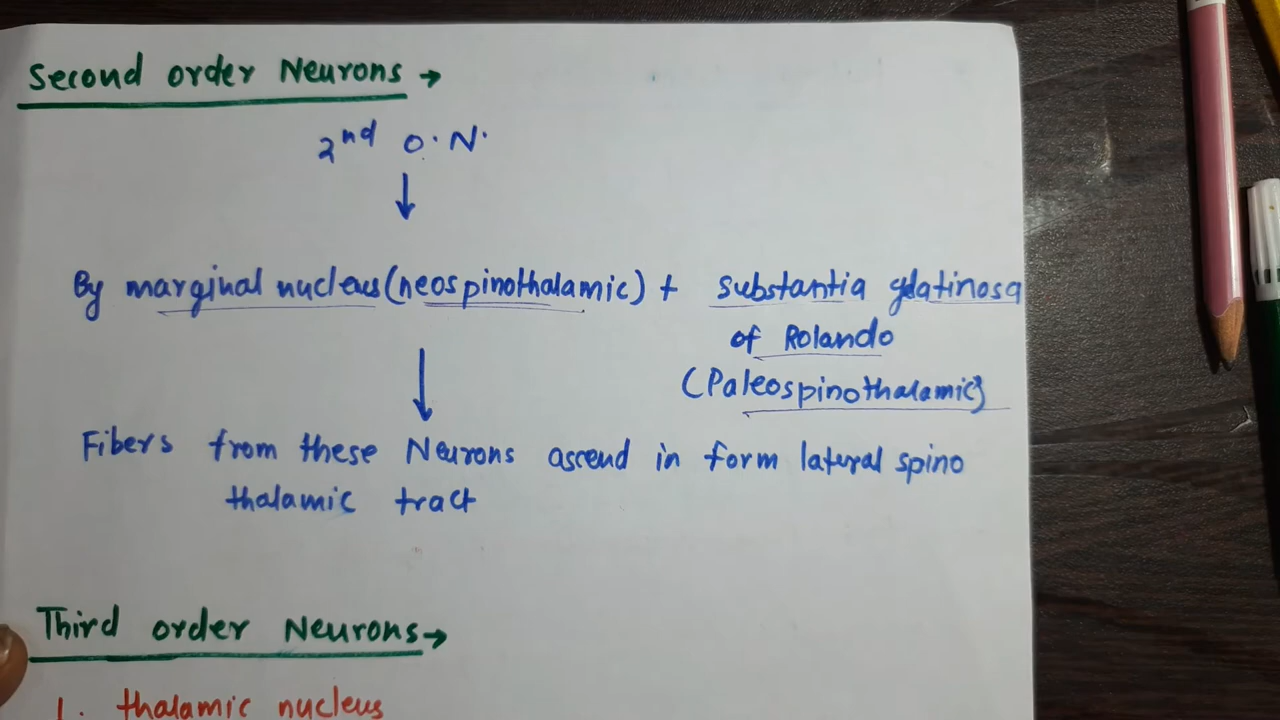 Second order Neurons →
2nd O.N.
↓
By marginal nucleus (neospinothalamic) + substantia gelatinosa
of Rolando
(Paleospinothalamic)
↓
Fibers from these Neurons ascend in form lateral spino
thalamic tract
Third order Neurons →
1. thalamic nucleus